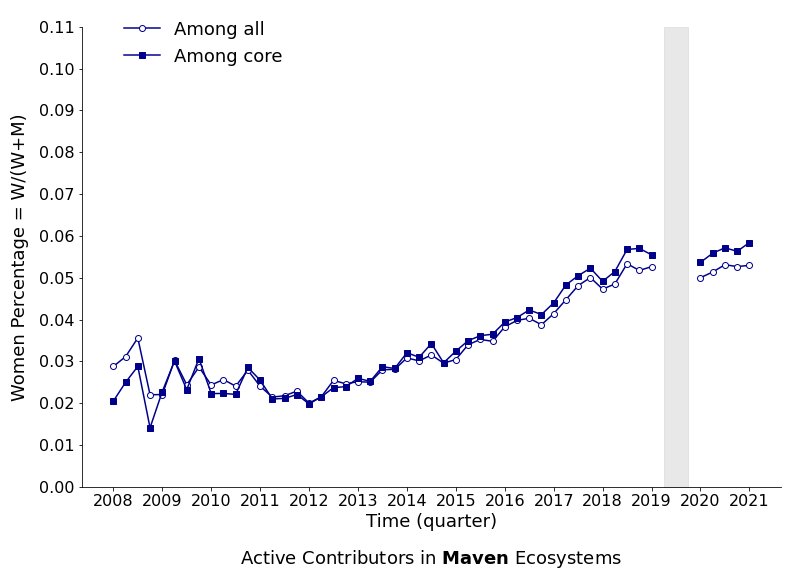 Among all
Among core
0.11
0.10
0.09
0.08
0.07
0.06
0.05
0.04
0.03
0.02
0.01
0.00
Women Percentage = W/(W+M)
2008 2009 2010 2011 2012 2013 2014 2015 2016 2017 2018 2019 2020 2021
Time (quarter)
Active Contributors in Maven Ecosystems